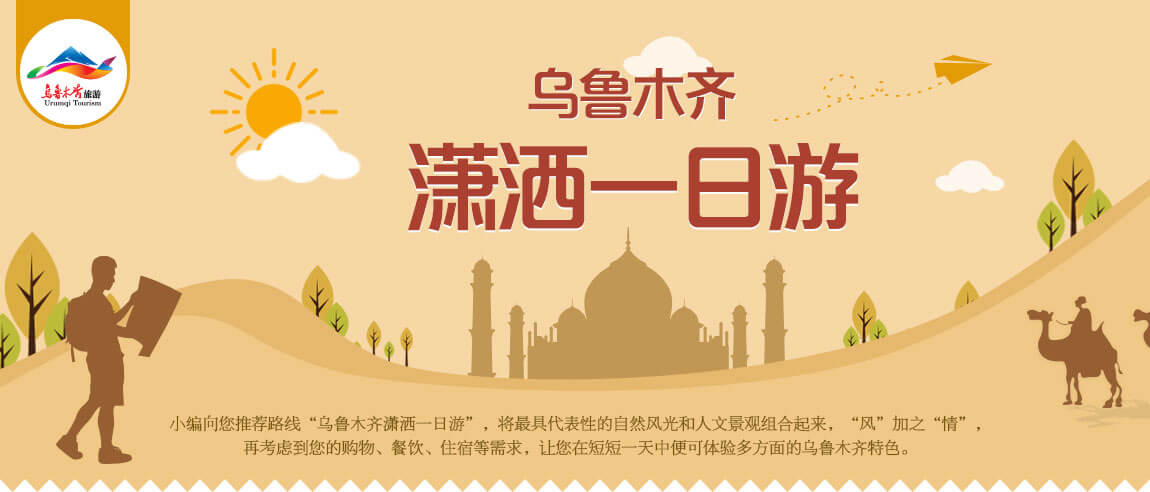 乌鲁木齐旅游
Urumqi Tourism
乌鲁木齐
潇洒一日游
小编向您推荐路线“乌鲁木齐潇洒一日游”，将最具代表性的自然风光和人文景观组合起来，“风”加之“情”，
再考虑到您的购物、餐饮、住宿等需求，让您在短短一天中便可体验多方面的乌鲁木齐特色。